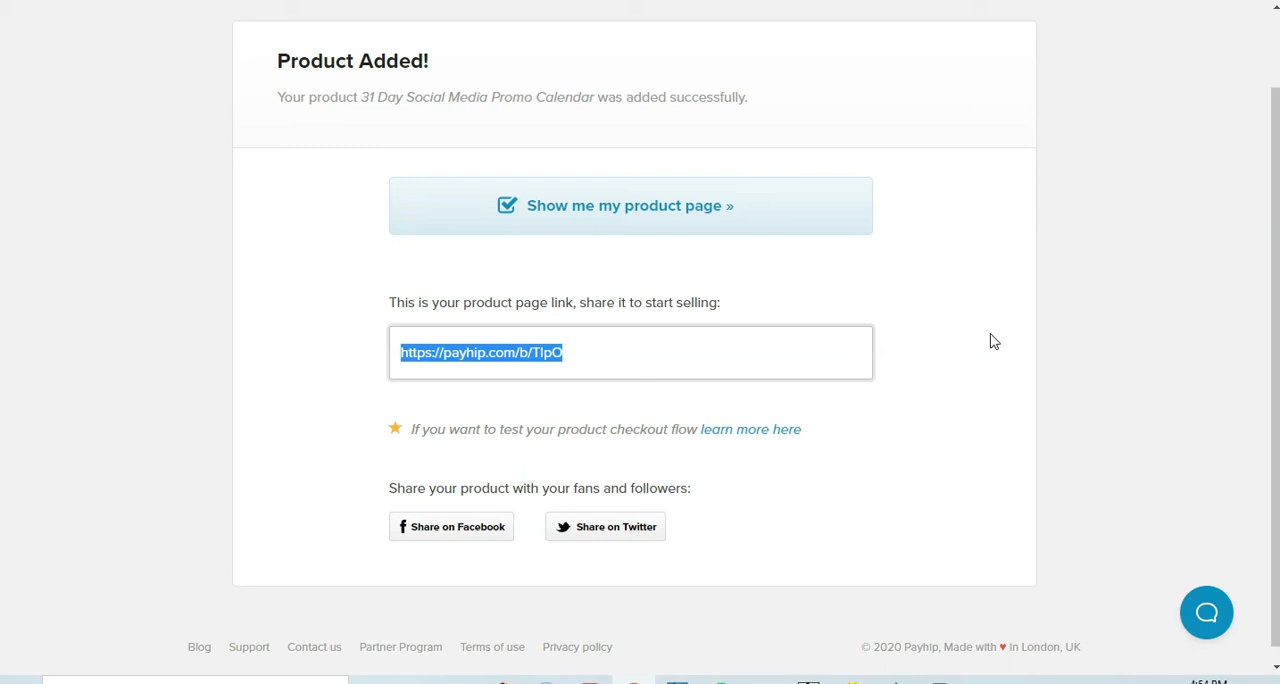 Product Added!
Your product 31 Day Social Media Promo Calendar was added successfully.
Show me my product page »
This is your product page link, share it to start selling:
https://payhip.com/b/TlpO
If you want to test your product checkout flow learn more here
Share your product with your fans and followers:
Share on Facebook Share on Twitter
Blog Support Contact us Partner Program Terms of use Privacy policy © 2020 Payhip, Made with ♥ in London, UK
4:54 PM